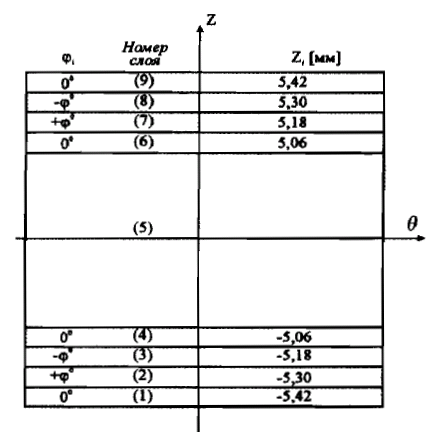 Z
φᵢ Номер слоя Zᵢ [мм]
0° (9) 5,42
-φ° (8) 5,30
+φ° (7) 5,18
0° (6) 5,06
(5) θ
0° (4) -5,06
-φ° (3) -5,18
+φ° (2) -5,30
0° (1) -5,42